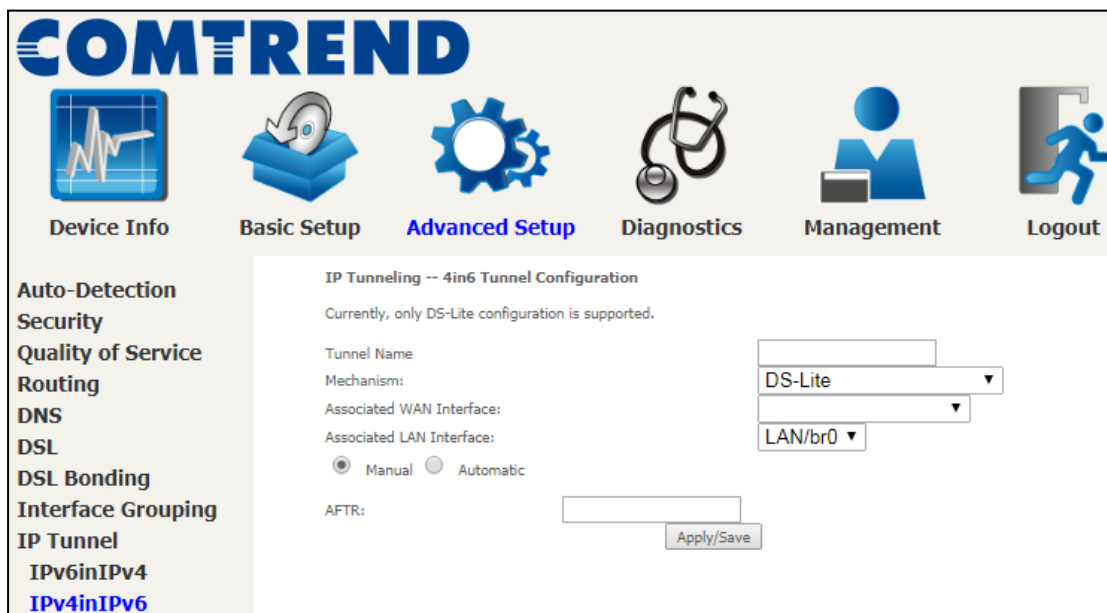 COMTREND
Device Info Basic Setup Advanced Setup Diagnostics Management Logout
Auto-Detection
Security
Quality of Service
Routing
DNS
DSL
DSL Bonding
Interface Grouping
IP Tunnel
IPv6inIPv4
IPv4inIPv6
IP Tunneling -- 4in6 Tunnel Configuration
Currently, only DS-Lite configuration is supported.
Tunnel Name
Mechanism: DS-Lite
Associated WAN Interface:
Associated LAN Interface: LAN/br0
Manual Automatic
AFTR:
Apply/Save